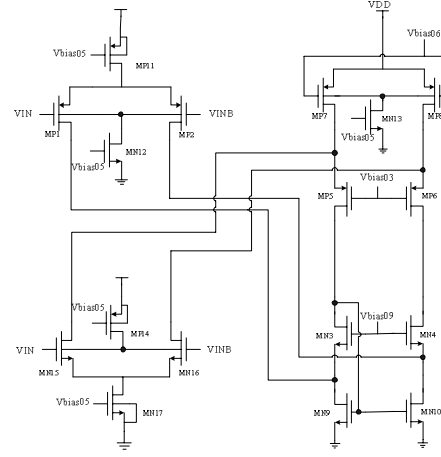 VDD
Vbias06
Vbias05
MP11
MP7
MP8
VIN
VINB
MN13
MP1
MP2
Vbias05
MN12
Vbias05
Vbias03
MP5
MP6
Vbias05
MP14
Vbias09
MN3
MN4
VIN
VINB
MN15
MN16
Vbias05
MN17
MN9
MN10